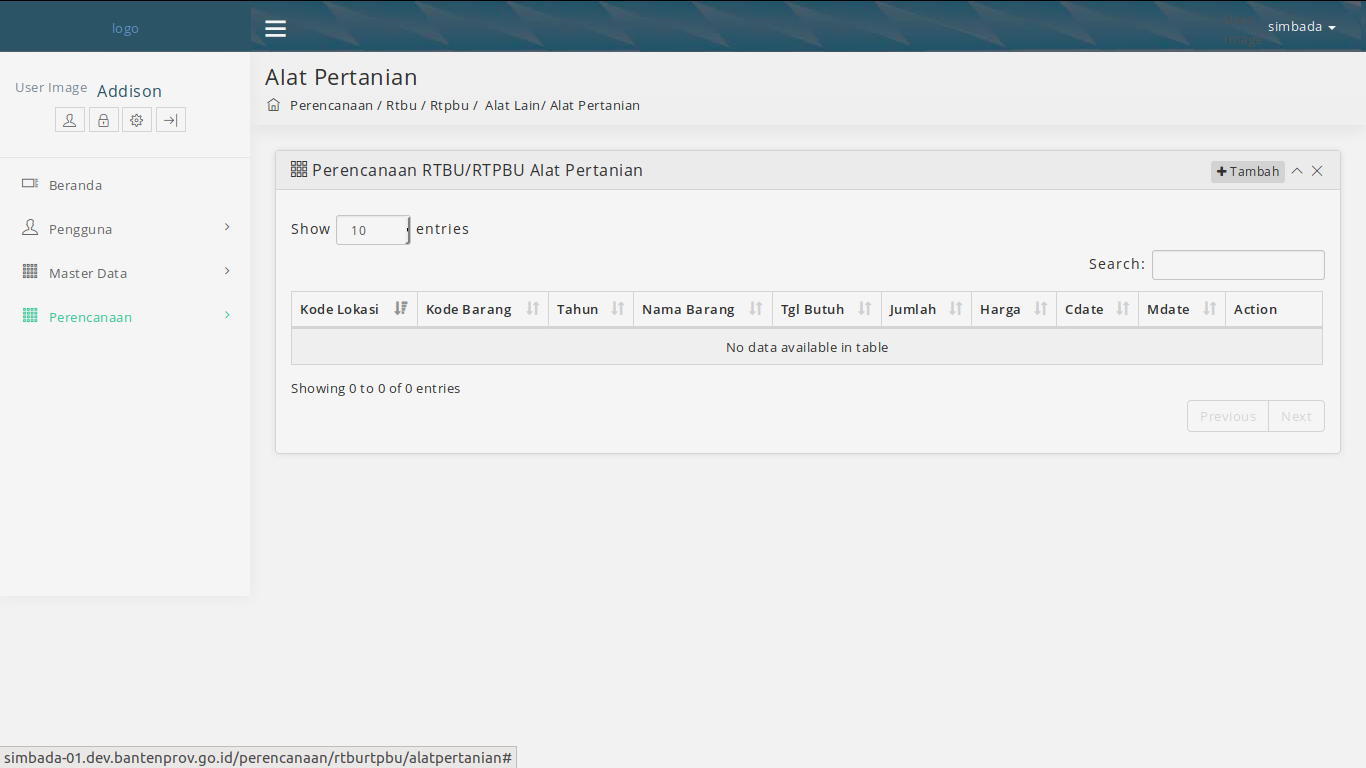 logo
simbada
User Image
Addison
Alat Pertanian
Perencanaan / Rtbu / Rtpbu / Alat Lain/ Alat Pertanian
Beranda
Pengguna
Master Data
Perencanaan
Perencanaan RTBU/RTPBU Alat Pertanian
Tambah
Show 10 entries
Search:
Kode Lokasi Kode Barang Tahun Nama Barang Tgl Butuh Jumlah Harga Cdate Mdate Action
No data available in table
Showing 0 to 0 of 0 entries
Previous Next
simbada-01.dev.bantenprov.go.id/perencanaan/rtburtpbu/alatpertanian#